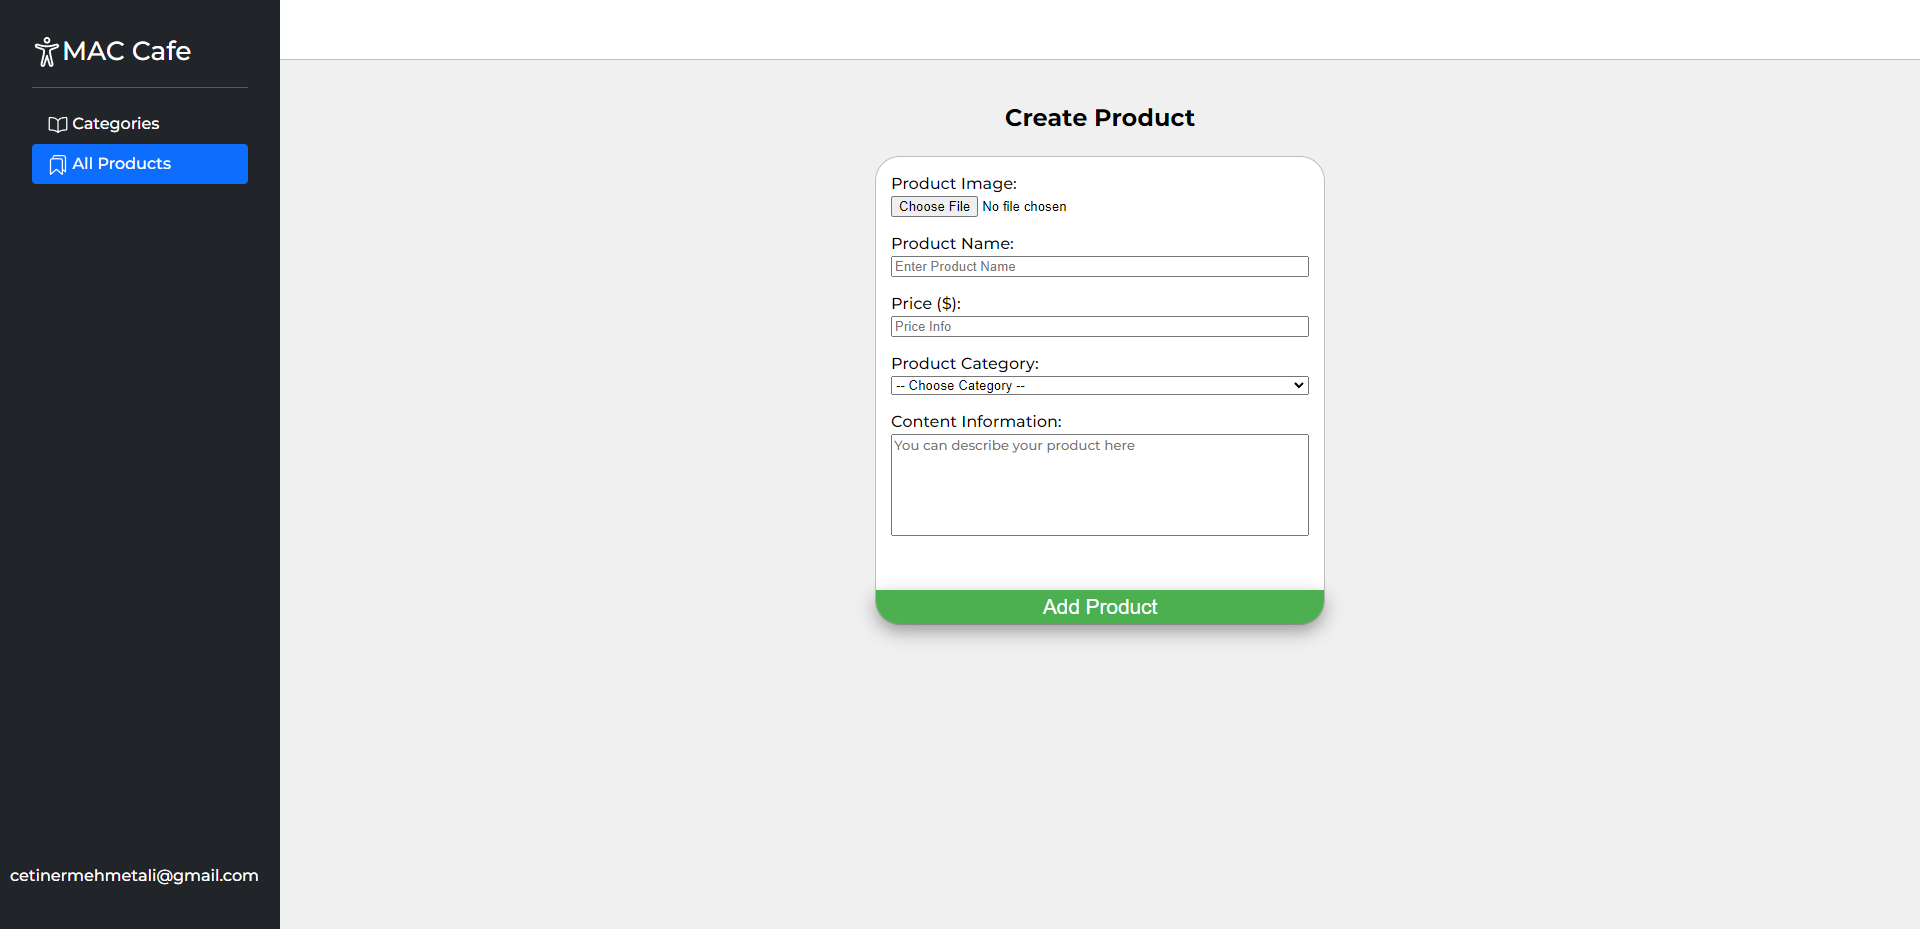 MAC Cafe
Categories
All Products
cetinermehmetali@gmail.com
Create Product
Product Image:
Choose File No file chosen
Product Name:
Enter Product Name
Price ($):
Price Info
Product Category:
-- Choose Category --
Content Information:
You can describe your product here
Add Product